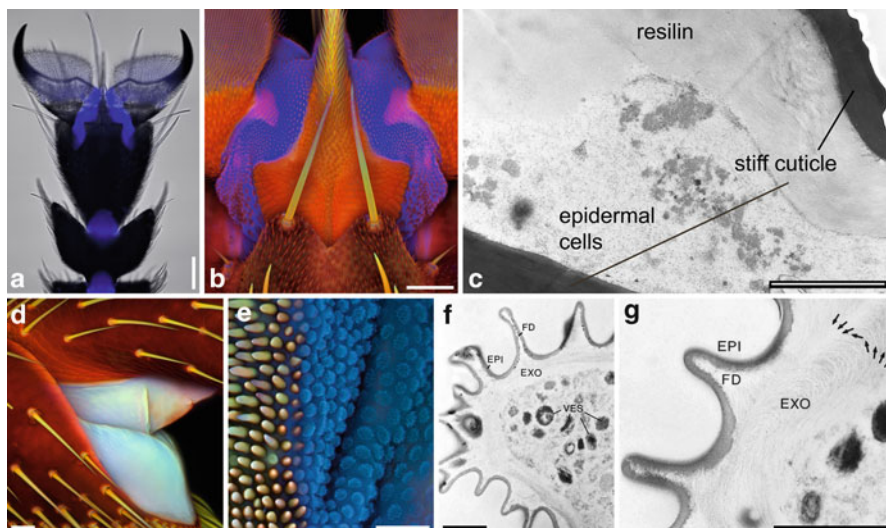 a
b
resilin
stiff cuticle
epidermal
cells
c
d
e
FD
EPI
EXO
VES
f
g
EPI
FD
EXO